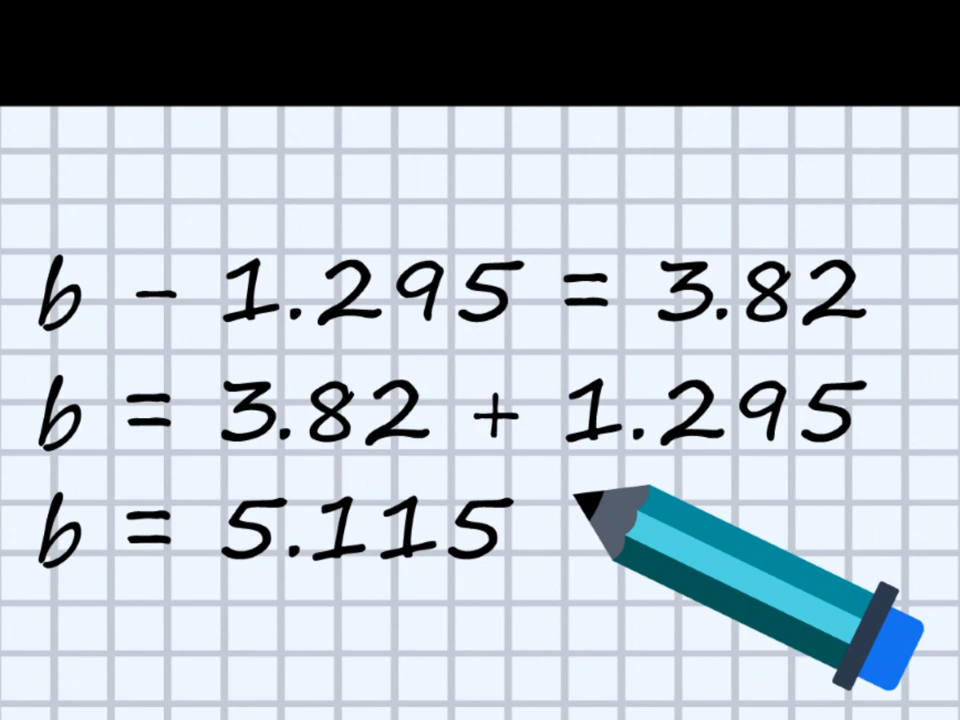 b - 1.295 = 3.82
b = 3.82 + 1.295
b = 5.115